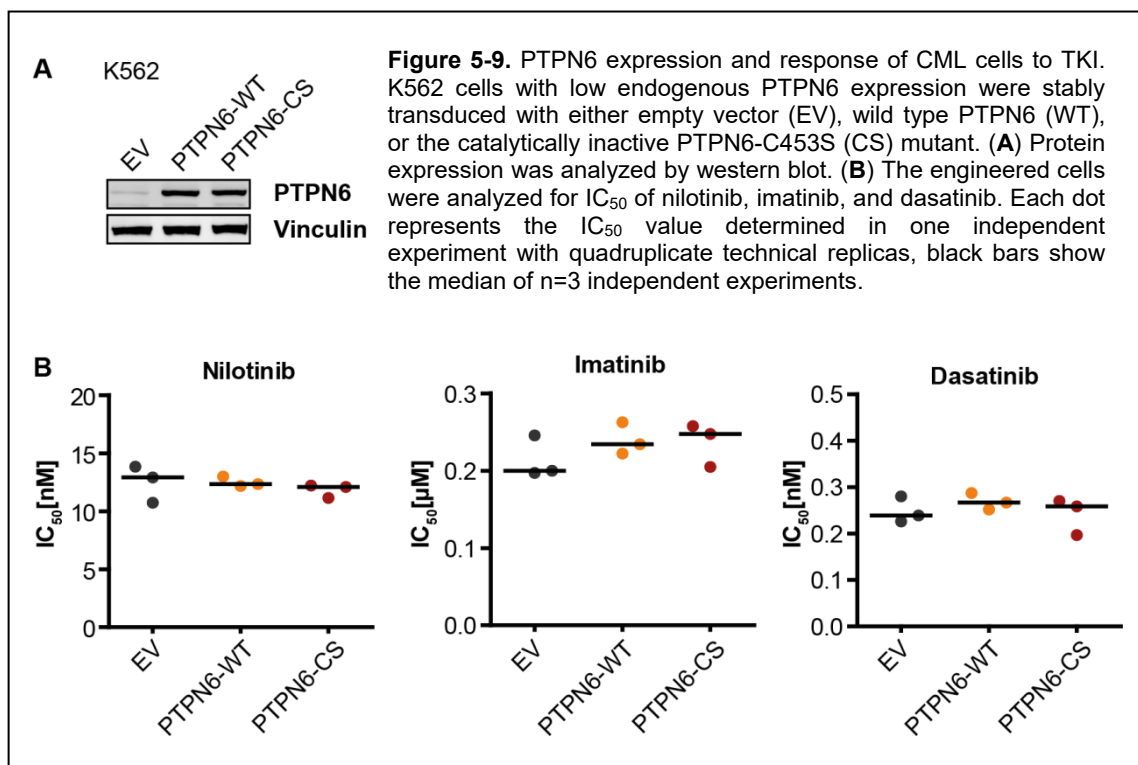 A
K562
EV
PTPN6-WT
PTPN6-CS
PTPN6
Vinculin
Figure 5-9. PTPN6 expression and response of CML cells to TKI.
K562 cells with low endogenous PTPN6 expression were stably
transduced with either empty vector (EV), wild type PTPN6 (WT),
or the catalytically inactive PTPN6-C453S (CS) mutant. (A) Protein
expression was analyzed by western blot. (B) The engineered cells
were analyzed for IC50 of nilotinib, imatinib, and dasatinib. Each dot
represents the IC50 value determined in one independent
experiment with quadruplicate technical replicas, black bars show
the median of n=3 independent experiments.
B
Nilotinib
IC50[nM]
20
15
10
5
0
EV
PTPN6-WT
PTPN6-CS
Imatinib
IC50[µM]
0.3
0.2
0.1
0.0
EV
PTPN6-WT
PTPN6-CS
Dasatinib
IC50[nM]
0.5
0.4
0.3
0.2
0.1
0.0
EV
PTPN6-WT
PTPN6-CS